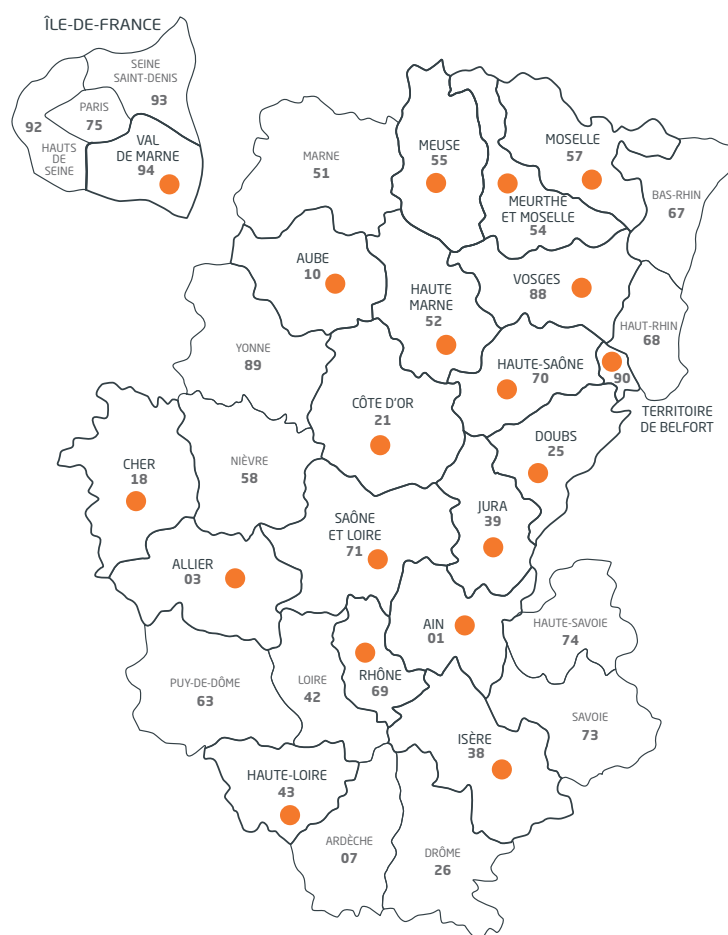 ÎLE-DE-FRANCE
SEINE
SAINT-DENIS
93
PARIS
75
92
HAUTS
DE
SEINE
VAL
DE MARNE
94
MARNE
51
MEUSE
55
MOSELLE
57
MEURTHE
ET MOSELLE
54
BAS-RHIN
67
AUBE
10
HAUTE
MARNE
52
VOSGES
88
HAUT-RHIN
68
YONNE
89
HAUTE-SAÔNE
70
90
TERRITOIRE
DE BELFORT
CÔTE D'OR
21
DOUBS
25
CHER
18
NIÈVRE
58
JURA
39
SAÔNE
ET LOIRE
71
ALLIER
03
AIN
01
HAUTE-SAVOIE
74
PUY-DE-DÔME
63
LOIRE
42
RHÔNE
69
SAVOIE
73
ISÈRE
38
HAUTE-LOIRE
43
ARDÈCHE
07
DRÔME
26